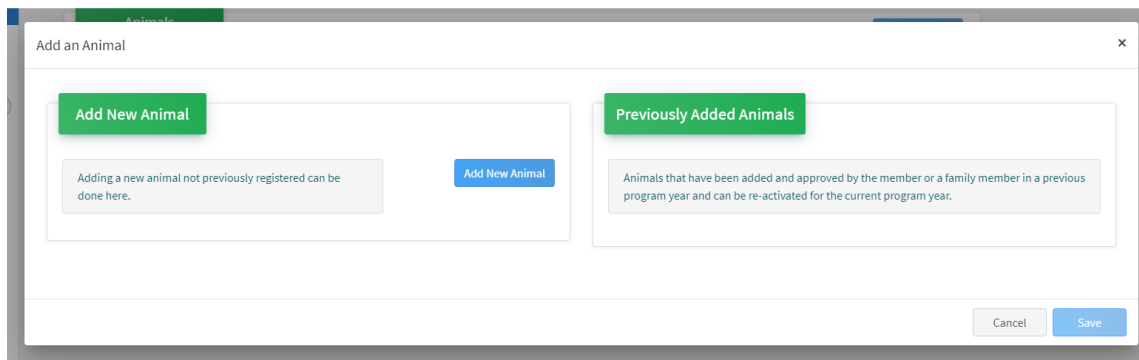 Animals
Add an Animal
×
Add New Animal
Adding a new animal not previously registered can be
done here.
Add New Animal
Previously Added Animals
Animals that have been added and approved by the member or a family member in a previous
program year and can be re-activated for the current program year.
Cancel
Save